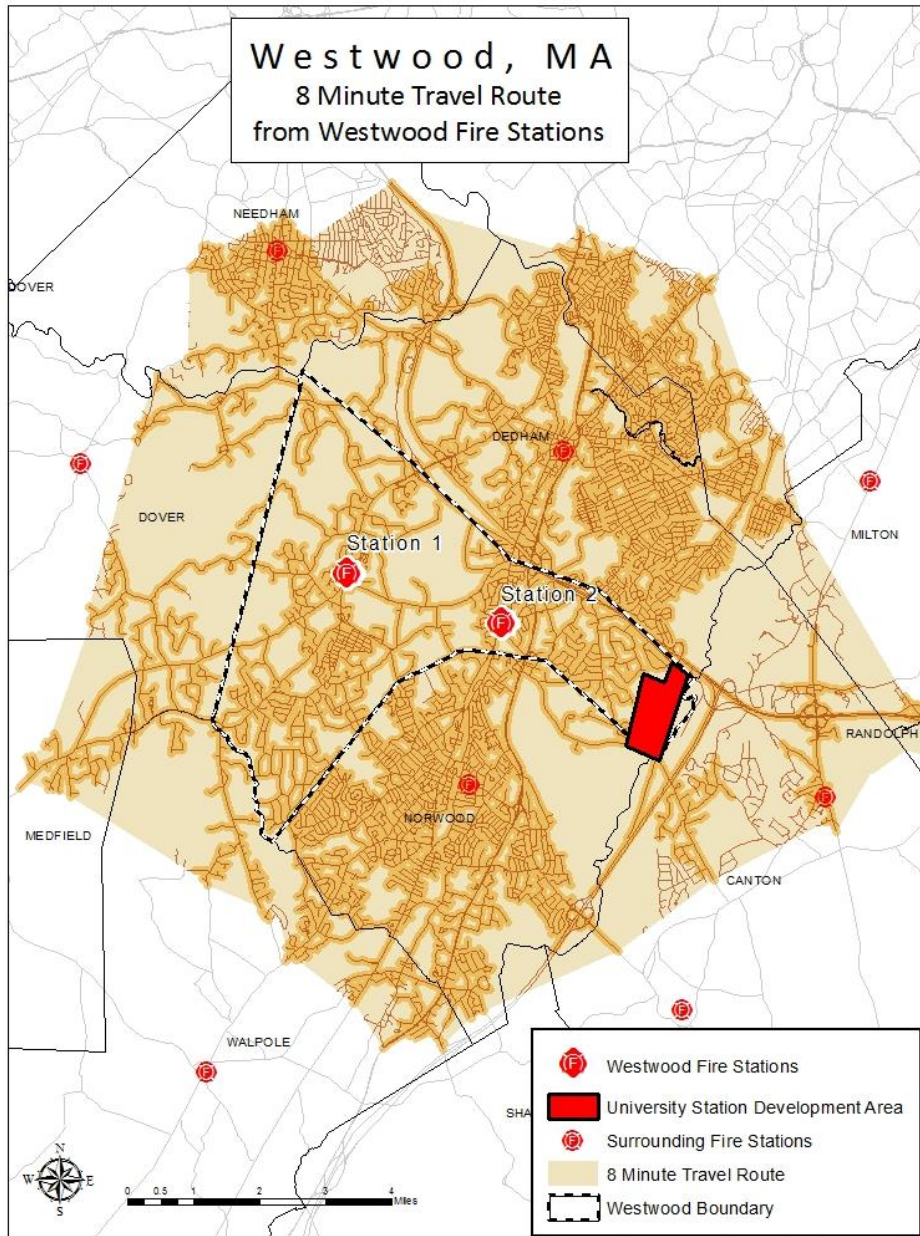 Westwood, MA
8 Minute Travel Route
from Westwood Fire Stations
NEEDHAM
DOVER
DEDHAM
DOVER
MILTON
Station 1
Station 2
RANDOLPH
MEDFIELD
NORWOOD
CANTON
WALPOLE
SHA
N
W E
S
0 0.5 1 2 3 4
Miles
Westwood Fire Stations
University Station Development Area
Surrounding Fire Stations
8 Minute Travel Route
Westwood Boundary
F
F
F
F
F
F
F
F
F
F
F
F